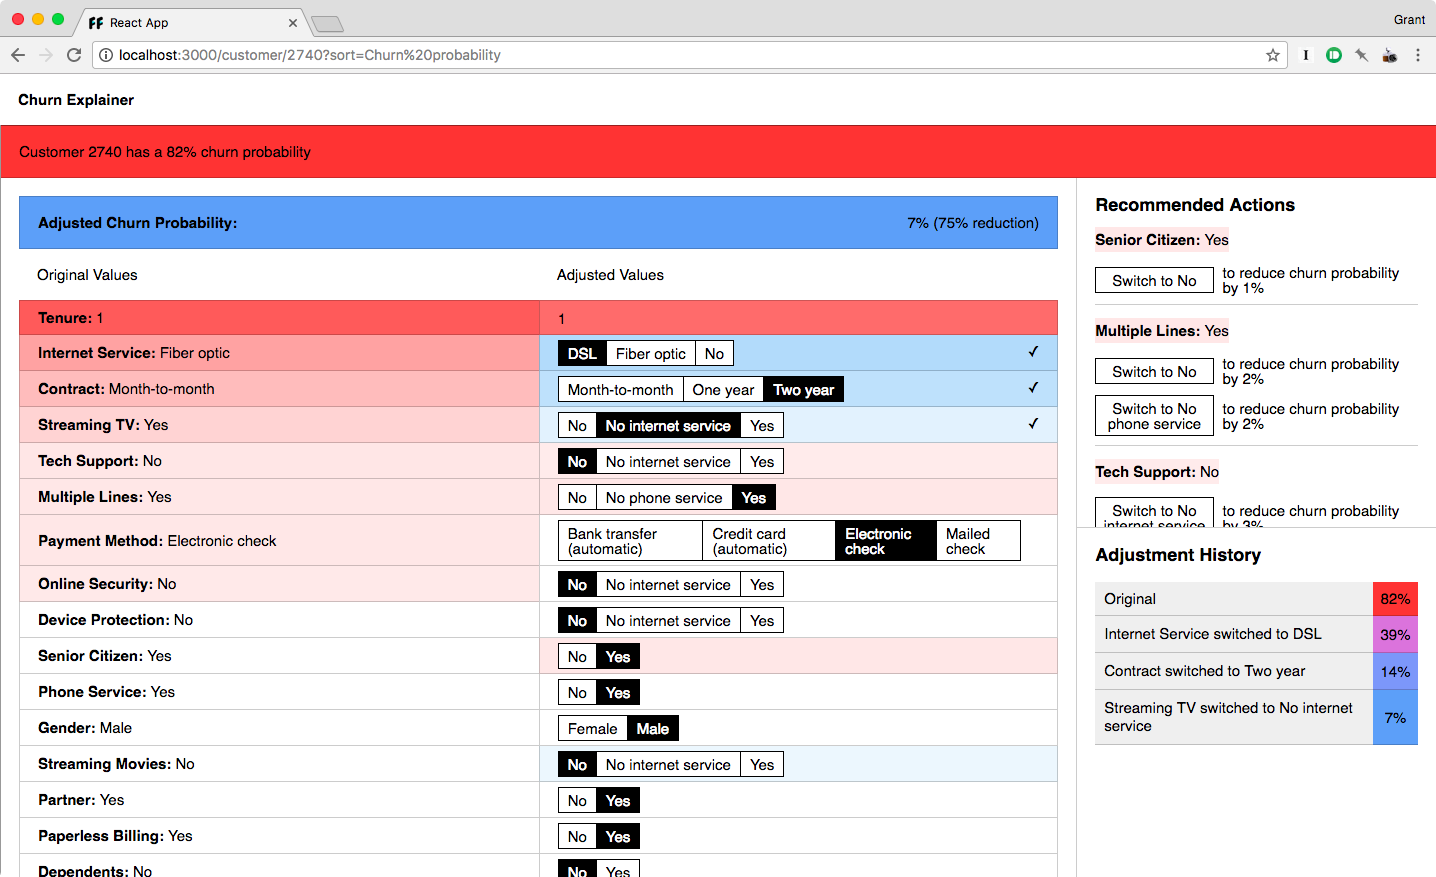 FF React App
Grant
localhost:3000/customer/2740?sort=Churn%20probability
Churn Explainer
Customer 2740 has a 82% churn probability
Adjusted Churn Probability: 7% (75% reduction)
Original Values Adjusted Values
Tenure: 1 1
Internet Service: Fiber optic DSL Fiber optic No ✓
Contract: Month-to-month Month-to-month One year Two year ✓
Streaming TV: Yes No No internet service Yes ✓
Tech Support: No No No internet service Yes
Multiple Lines: Yes No No phone service Yes
Payment Method: Electronic check Bank transfer (automatic) Credit card (automatic) Electronic check Mailed check
Online Security: No No No internet service Yes
Device Protection: No No No internet service Yes
Senior Citizen: Yes No Yes
Phone Service: Yes No Yes
Gender: Male Female Male
Streaming Movies: No No No internet service Yes
Partner: Yes No Yes
Paperless Billing: Yes No Yes
Dependents: No No Yes
Recommended Actions
Senior Citizen: Yes
Switch to No to reduce churn probability
by 1%
Multiple Lines: Yes
Switch to No to reduce churn probability
by 2%
Switch to No to reduce churn probability
phone service by 2%
Tech Support: No
Switch to No to reduce churn probability
internet service by 3%
Adjustment History
Original 82%
Internet Service switched to DSL 39%
Contract switched to Two year 14%
Streaming TV switched to No internet
service 7%